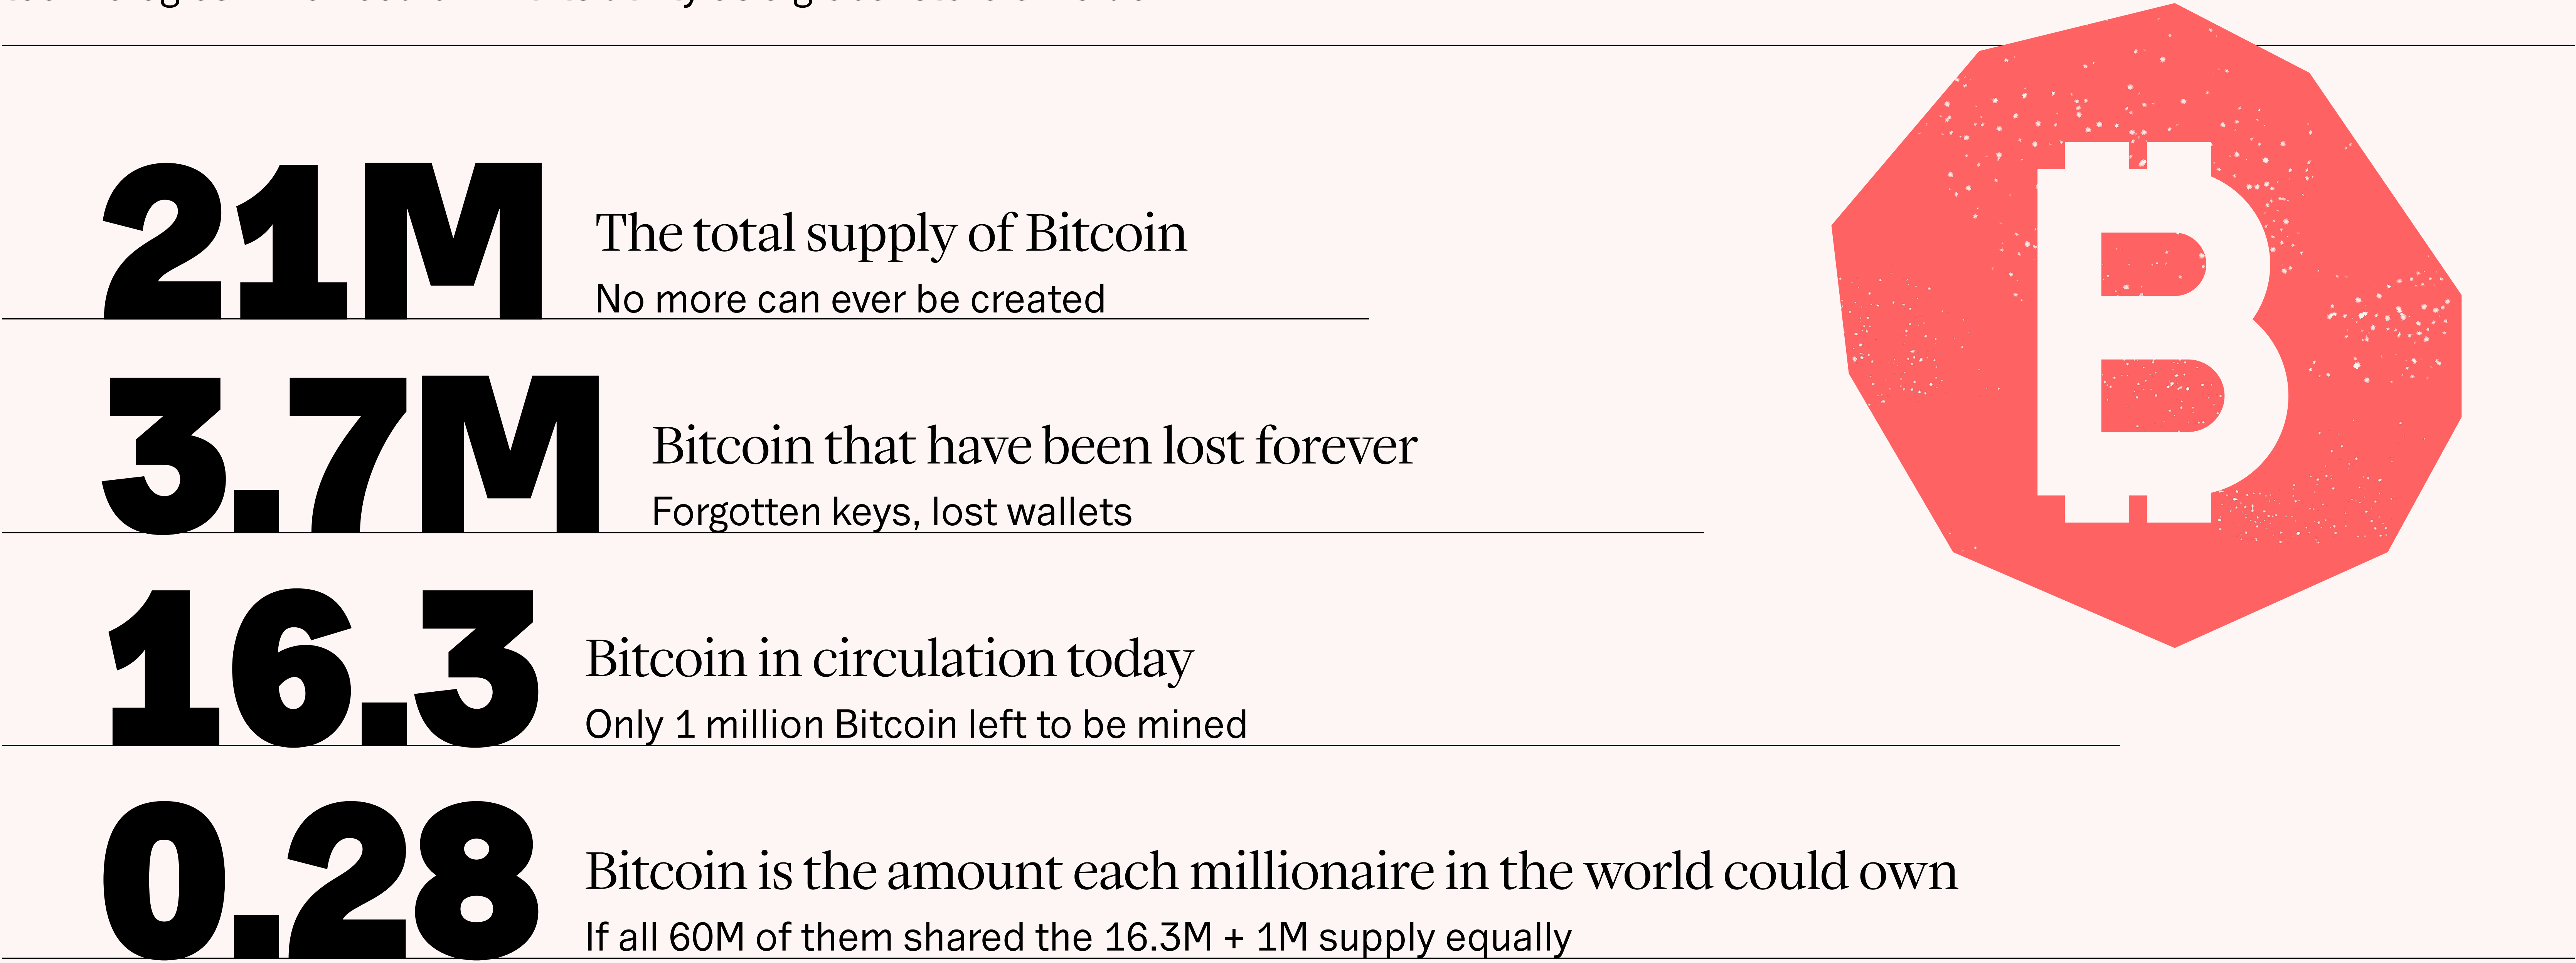 21M
The total supply of Bitcoin
No more can ever be created
3.7M
Bitcoin that have been lost forever
Forgotten keys, lost wallets
16.3
Bitcoin in circulation today
Only 1 million Bitcoin left to be mined
0.28
Bitcoin is the amount each millionaire in the world could own
If all 60M of them shared the 16.3M + 1M supply equally